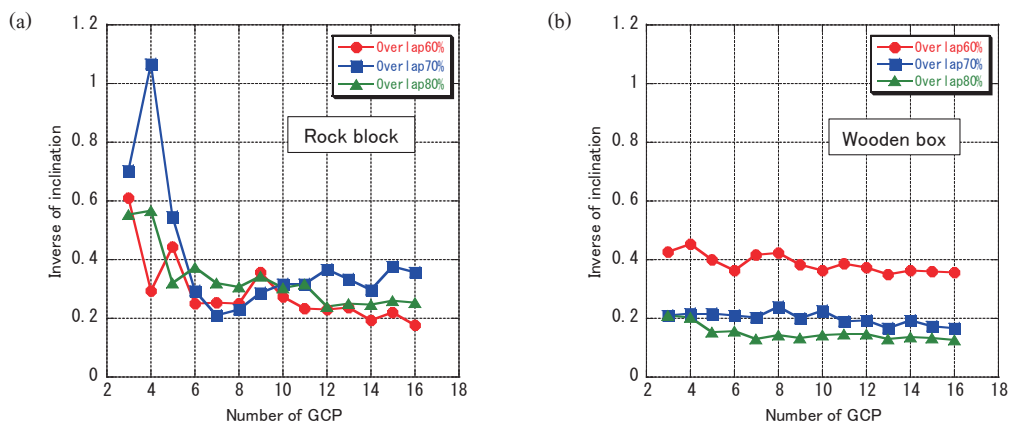 (a)
1.2
1
0.8
0.6
0.4
0.2
0
Inverse of inclination
Overlap60%
Overlap70%
Overlap80%
Rock block
2 4 6 8 10 12 14 16 18
Number of GCP
(b)
1.2
1
0.8
0.6
0.4
0.2
0
Inverse of inclination
Overlap60%
Overlap70%
Overlap80%
Wooden box
2 4 6 8 10 12 14 16 18
Number of GCP